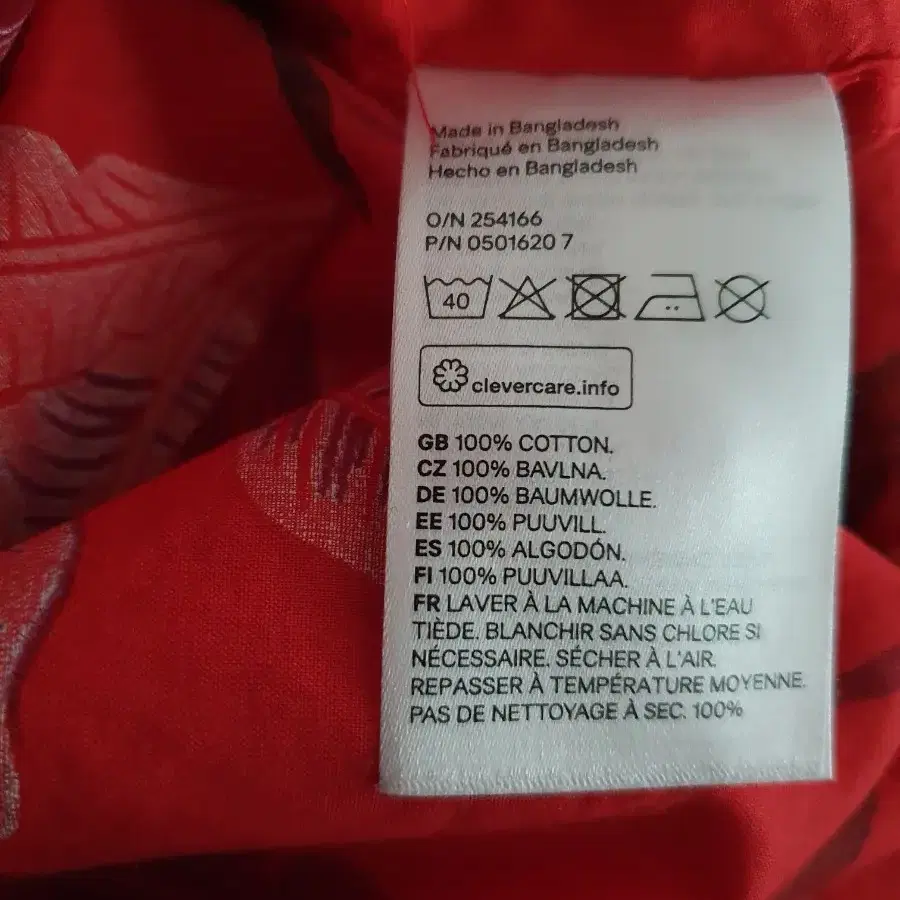 Made in Bangladesh
Fabriqué en Bangladesh
Hecho en Bangladesh
O/N 254166
P/N 0501620 7
40
clevercare.info
GB 100% COTTON.
CZ 100% BAVLNA.
DE 100% BAUMWOLLE.
EE 100% PUUVILL.
ES 100% ALGODÓN.
FI 100% PUUVILLAA.
FR LAVER À LA MACHINE À L'EAU
TIÈDE. BLANCHIR SANS CHLORE SI
NÉCESSAIRE. SÉCHER À L'AIR.
REPASSER À TEMPÉRATURE MOYENNE.
PAS DE NETTOYAGE À SEC. 100%